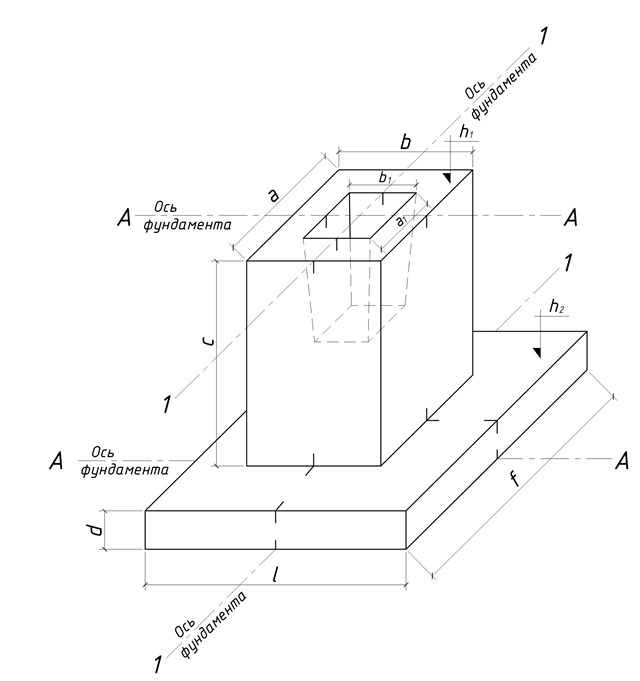 1
Ось
фундамента
b
h₁
a
b₁
A
Ось
фундамента
a₁
A
1
c
h₂
1
A
Ось
фундамента
A
f
d
l
Ось
фундамента
1